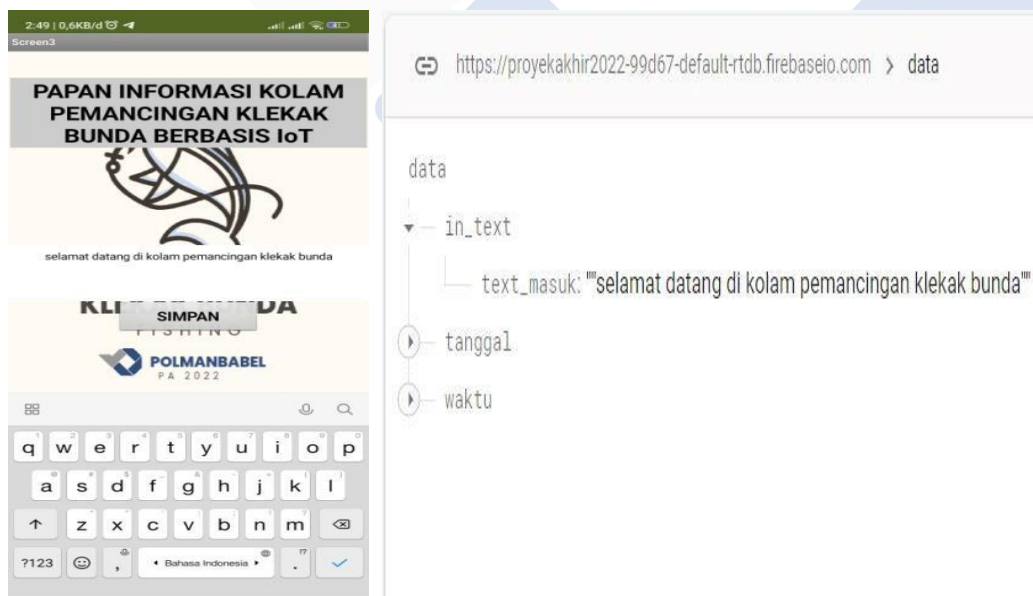 2:49 | 0,6KB/d
Screen3
PAPAN INFORMASI KOLAM
PEMANCINGAN KLEKAK
BUNDA BERBASIS IoT
selamat datang di kolam pemancingan klekak bunda
SIMPAN
FISHING
POLMANBABEL
PA 2022
q w e r t y u i o p
a s d f g h j k l
z x c v b n m
?123 , Bahasa Indonesia . !?
https://proyekakhir2022-99d67-default-rtdb.firebaseio.com > data
data
in_text
text_masuk: ""selamat datang di kolam pemancingan klekak bunda""
tanggal
waktu